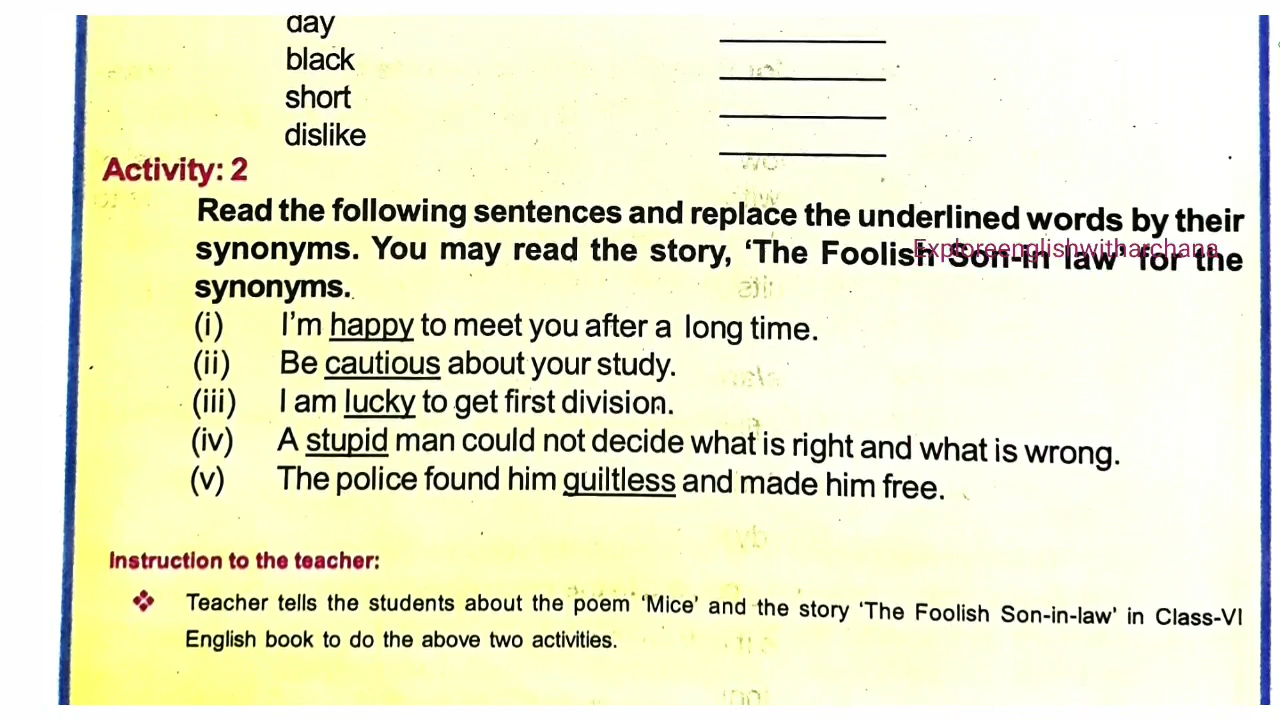 day
black
short
dislike
Activity: 2
Read the following sentences and replace the underlined words by their
synonyms. You may read the story, ‘The Foolish Son-in law’ for the
Exploreenglishwitharchana
synonyms.
(i) I’m happy to meet you after a long time.
(ii) Be cautious about your study.
(iii) I am lucky to get first division.
(iv) A stupid man could not decide what is right and what is wrong.
(v) The police found him guiltless and made him free.
Instruction to the teacher:
❖ Teacher tells the students about the poem ‘Mice’ and the story ‘The Foolish Son-in-law’ in Class-VI
English book to do the above two activities.